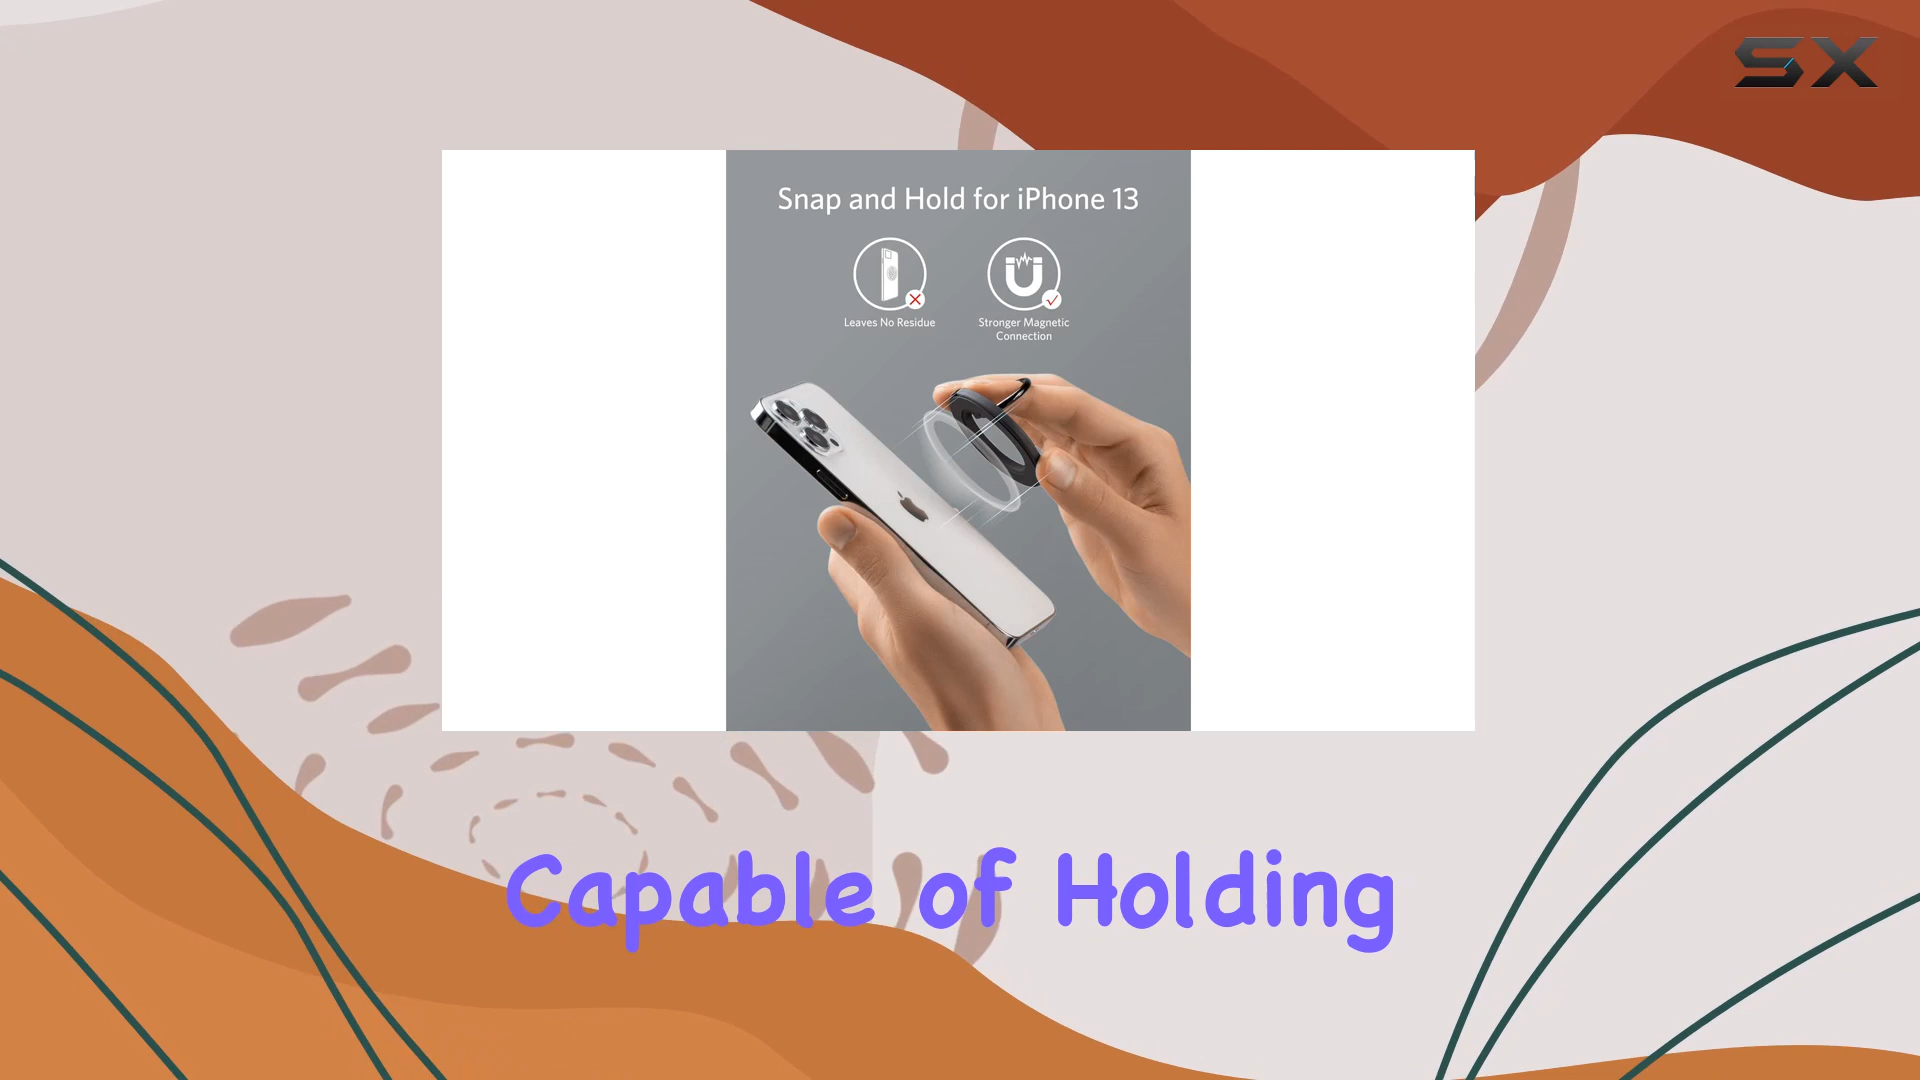 SX
Snap and Hold for iPhone 13
Leaves No Residue
Stronger Magnetic
Connection
Capable of Holding